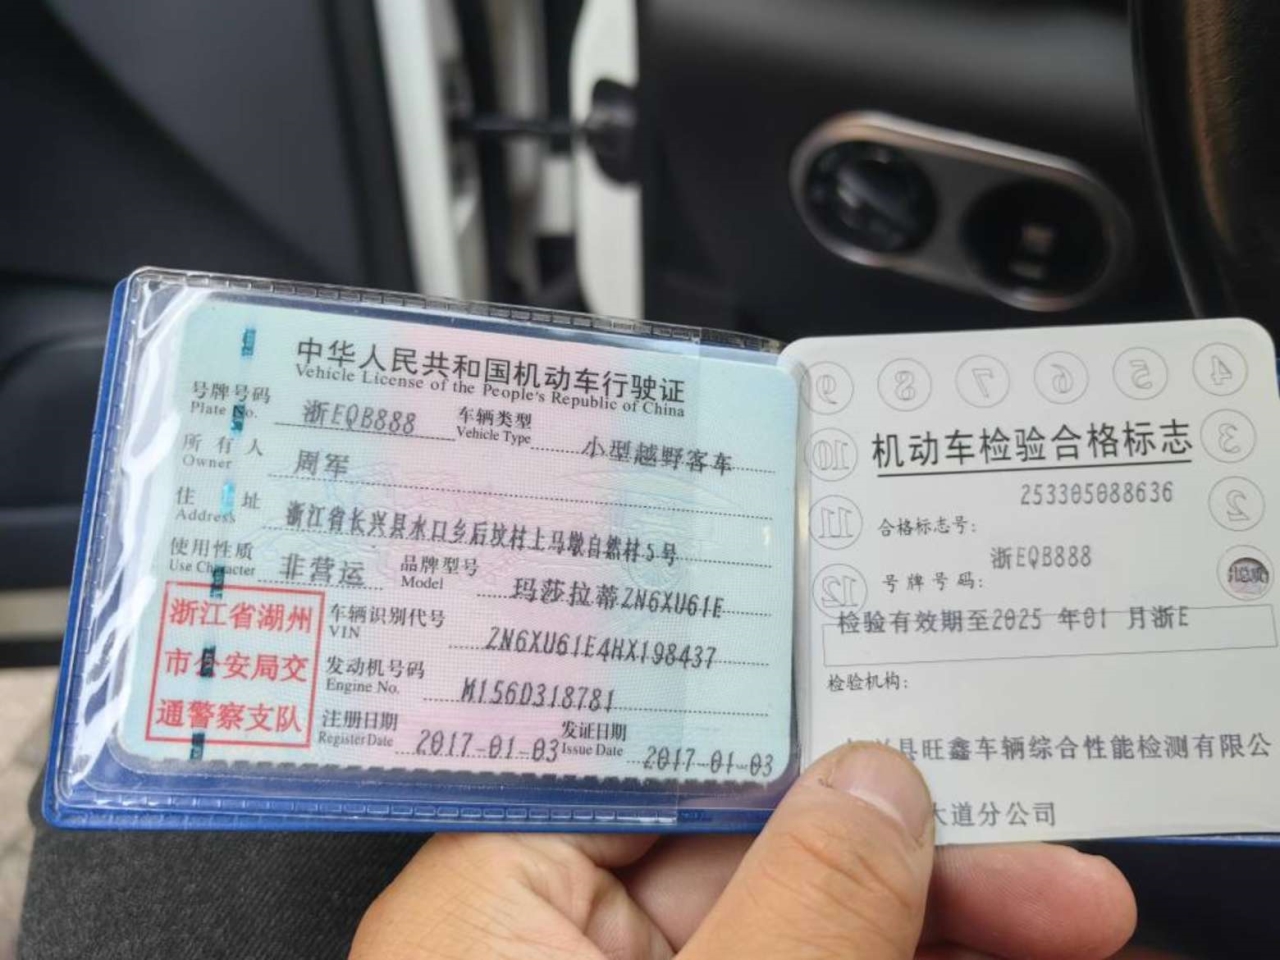 中华人民共和国机动车行驶证
Vehicle License of the People's Republic of China
号牌号码 浙EQB888 车辆类型 小型越野客车
Plate No. Vehicle Type
所有人 周军
Owner
住址 浙江省长兴县水口乡后坟村上马墩自然村5号
Address
使用性质 非营运 品牌型号 玛莎拉蒂ZN6XU61E
Use Character Model
浙江省湖州
市公安局交
通警察支队
车辆识别代号 ZN6XU61E4HX198437
VIN
发动机号码 M156D318781
Engine No.
注册日期 2017-01-03 发证日期 2017-01-03
Register Date Issue Date
4
5
6
7
8
9
3
10
2
11
12
机动车检验合格标志
253305088636
合格标志号:
浙EQB888
号牌号码:
检验有效期至2025 年01 月浙E
检验机构:
县旺鑫车辆综合性能检测有限公
大道分公司